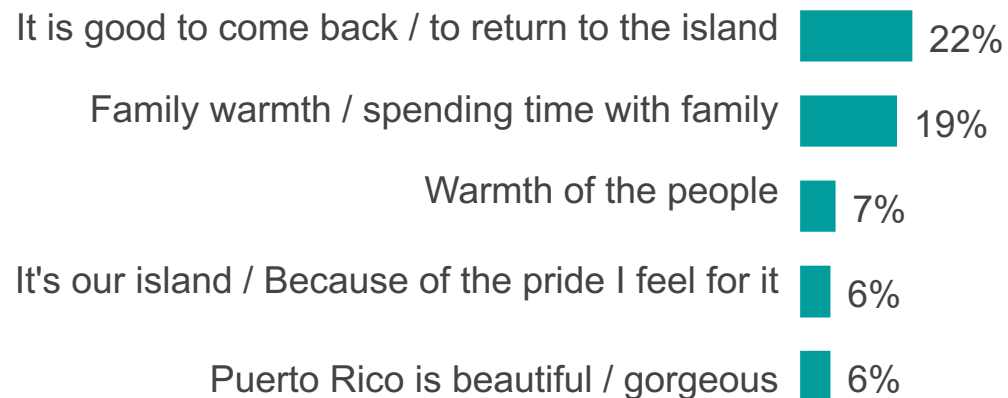 It is good to come back / to return to the island 22%
Family warmth / spending time with family 19%
Warmth of the people 7%
It's our island / Because of the pride I feel for it 6%
Puerto Rico is beautiful / gorgeous 6%